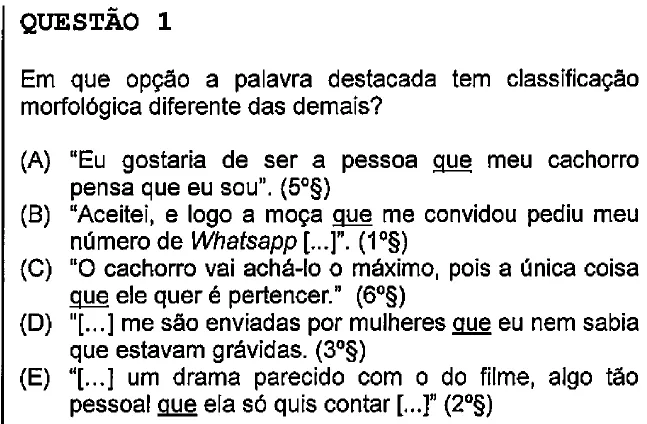 QUESTÃO 1
Em que opção a palavra destacada tem classificação
morfológica diferente das demais?
(A) "Eu gostaria de ser a pessoa que meu cachorro
pensa que eu sou". (5º§)
(B) "Aceitei, e logo a moça que me convidou pediu meu
número de Whatsapp [...]". (1º§)
(C) "O cachorro vai achá-lo o máximo, pois a única coisa
que ele quer é pertencer." (6º§)
(D) "[...] me são enviadas por mulheres que eu nem sabia
que estavam grávidas. (3º§)
(E) "[...] um drama parecido com o do filme, algo tão
pessoal que ela só quis contar [...]" (2º§)